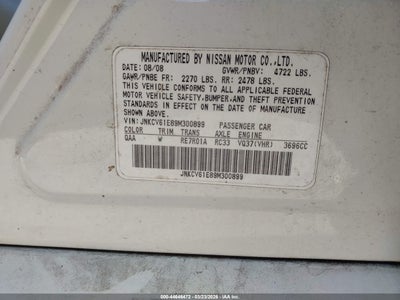 MANUFACTURED BY NISSAN MOTOR CO.,LTD.
DATE: 08/08 GVWR/PNBV: 4722 LBS.
GAWR/PNBE FR: 2270 LBS. RR: 2478 LBS.
THIS VEHICLE CONFORMS TO ALL APPLICABLE FEDERAL
MOTOR VEHICLE SAFETY, BUMPER, AND THEFT PREVENTION
STANDARDS IN EFFECT ON THE DATE OF MANUFACTURE
SHOWN ABOVE.
VIN: JNKCV61E89M300899 PASSENGER CAR
COLOR TRIM TRANS AXLE ENGINE
QAA W RE7R01A RC33 VQ37(VHR) 3696CC
JNKCV61E89M300899
© IAA 44648472 - 03/23/2026